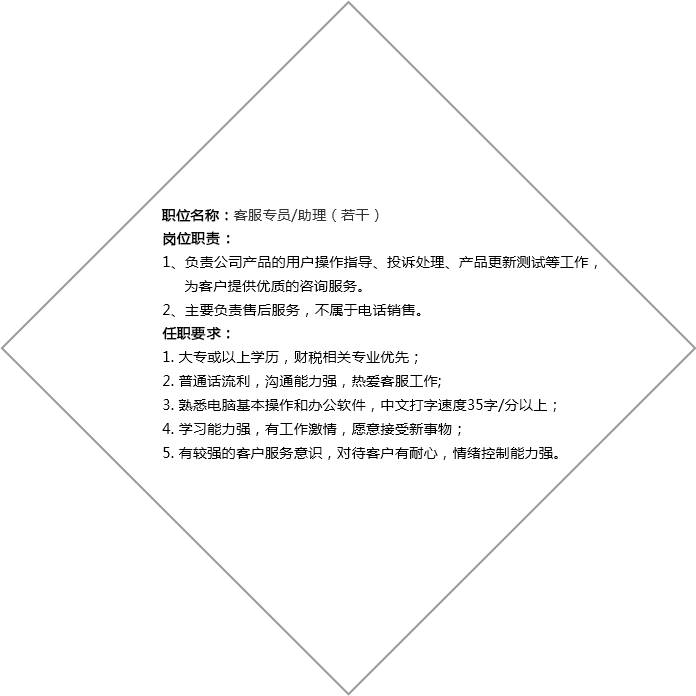 职位名称：客服专员/助理（若干）
岗位职责：
1、负责公司产品的用户操作指导、投诉处理、产品更新测试等工作，
为客户提供优质的咨询服务。
2、主要负责售后服务，不属于电话销售。
任职要求：
1. 大专或以上学历，财税相关专业优先；
2. 普通话流利，沟通能力强，热爱客服工作;
3. 熟悉电脑基本操作和办公软件，中文打字速度35字/分以上；
4. 学习能力强，有工作激情，愿意接受新事物；
5. 有较强的客户服务意识，对待客户有耐心，情绪控制能力强。